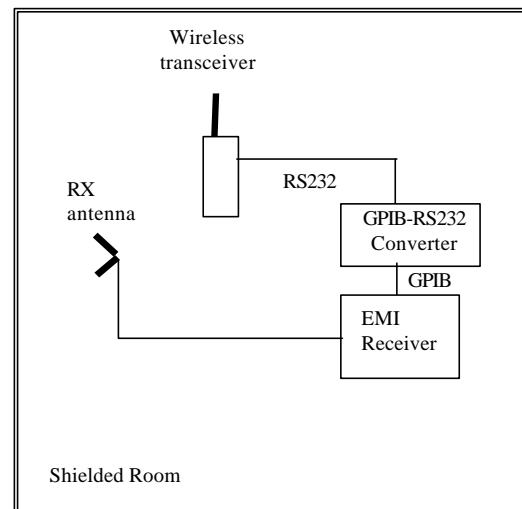 Wireless
transceiver
RS232
RX
antenna
GPIB-RS232
Converter
GPIB
EMI
Receiver
Shielded Room